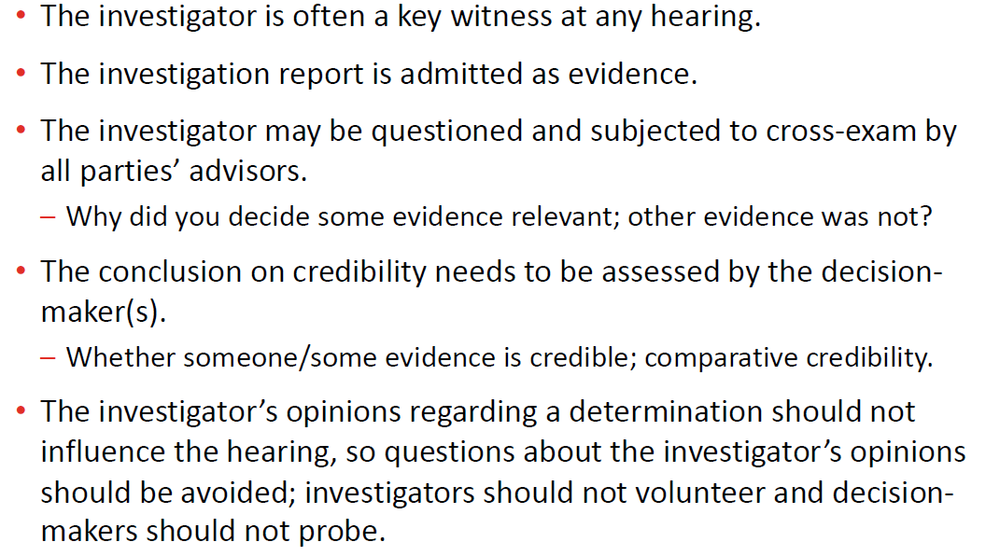 • The investigator is often a key witness at any hearing.
• The investigation report is admitted as evidence.
• The investigator may be questioned and subjected to cross-exam by
all parties’ advisors.
– Why did you decide some evidence relevant; other evidence was not?
• The conclusion on credibility needs to be assessed by the decision-
maker(s).
– Whether someone/some evidence is credible; comparative credibility.
• The investigator’s opinions regarding a determination should not
influence the hearing, so questions about the investigator’s opinions
should be avoided; investigators should not volunteer and decision-
makers should not probe.